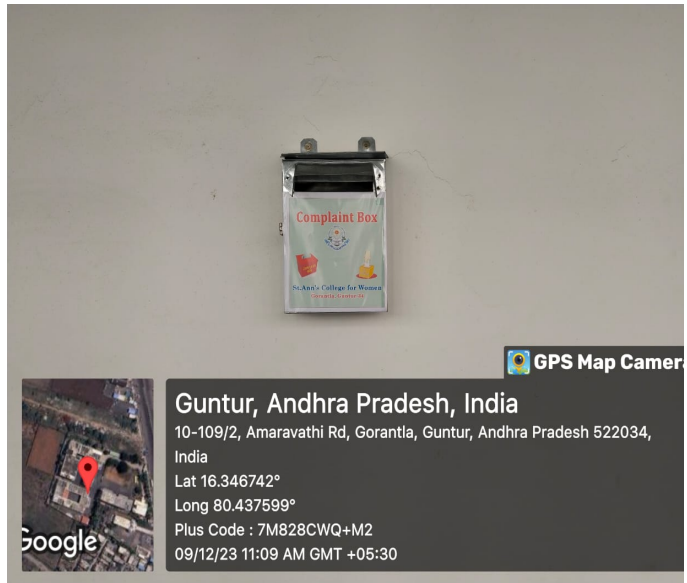 Complaint Box
St.Ann's College for Women
Gorantla, Guntur
GPS Map Camera
Guntur, Andhra Pradesh, India
10-109/2, Amaravathi Rd, Gorantla, Guntur, Andhra Pradesh 522034,
India
Lat 16.346742°
Long 80.437599°
Plus Code : 7M828CWQ+M2
09/12/23 11:09 AM GMT +05:30
Google